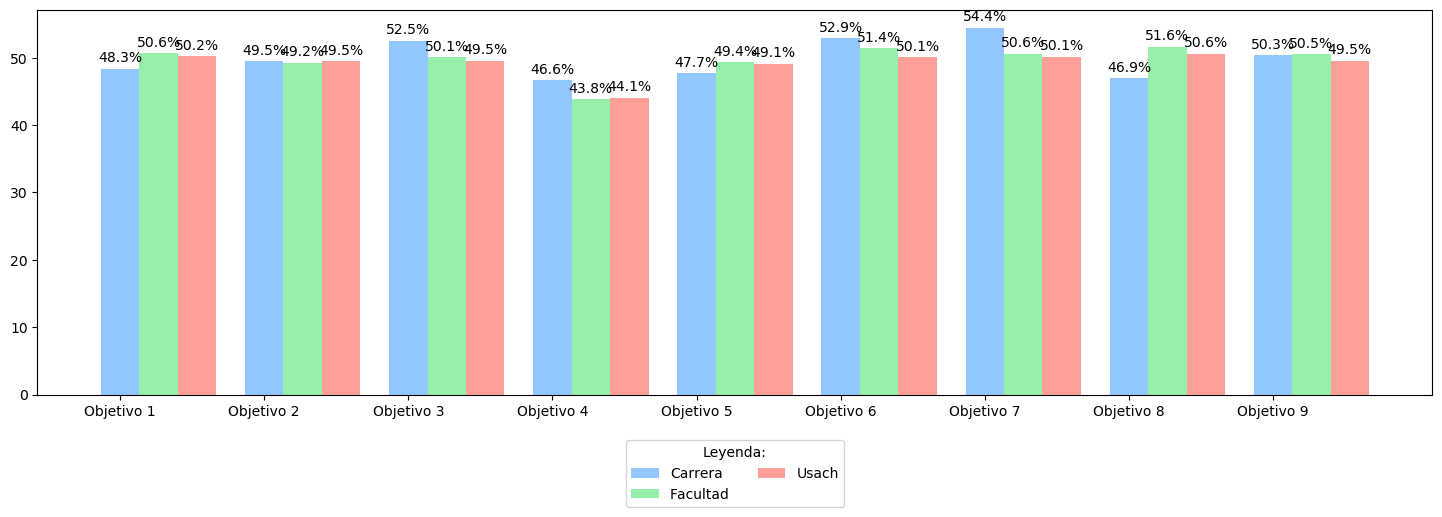 54.4%
52.5% 52.9%
50.6% 50.2% 51.4% 51.6%
48.3% 49.5% 49.2% 49.5% 50.1% 49.5% 49.4% 49.1% 50.1% 50.6% 50.1% 50.6% 50.3% 50.5% 49.5%
50
46.6% 47.7% 46.9%
43.8% 44.1%
40
30
20
10
0
Objetivo 1 Objetivo 2 Objetivo 3 Objetivo 4 Objetivo 5 Objetivo 6 Objetivo 7 Objetivo 8 Objetivo 9
Leyenda:
Carrera Usach
Facultad